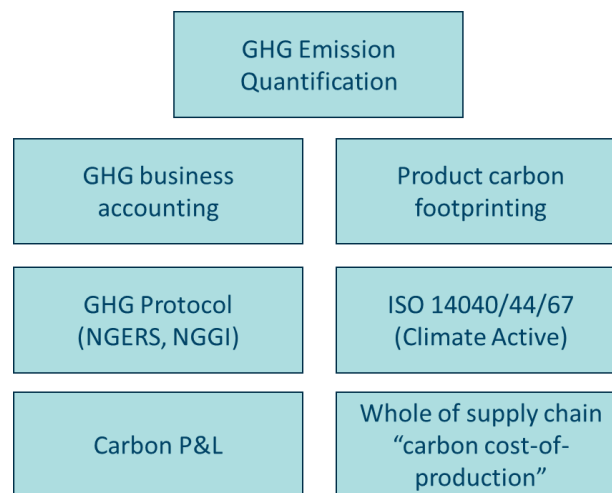 GHG Emission
Quantification
GHG business
accounting
Product carbon
footprinting
GHG Protocol
(NGERS, NGGI)
ISO 14040/44/67
(Climate Active)
Carbon P&L
Whole of supply chain
“carbon cost-of-
production”